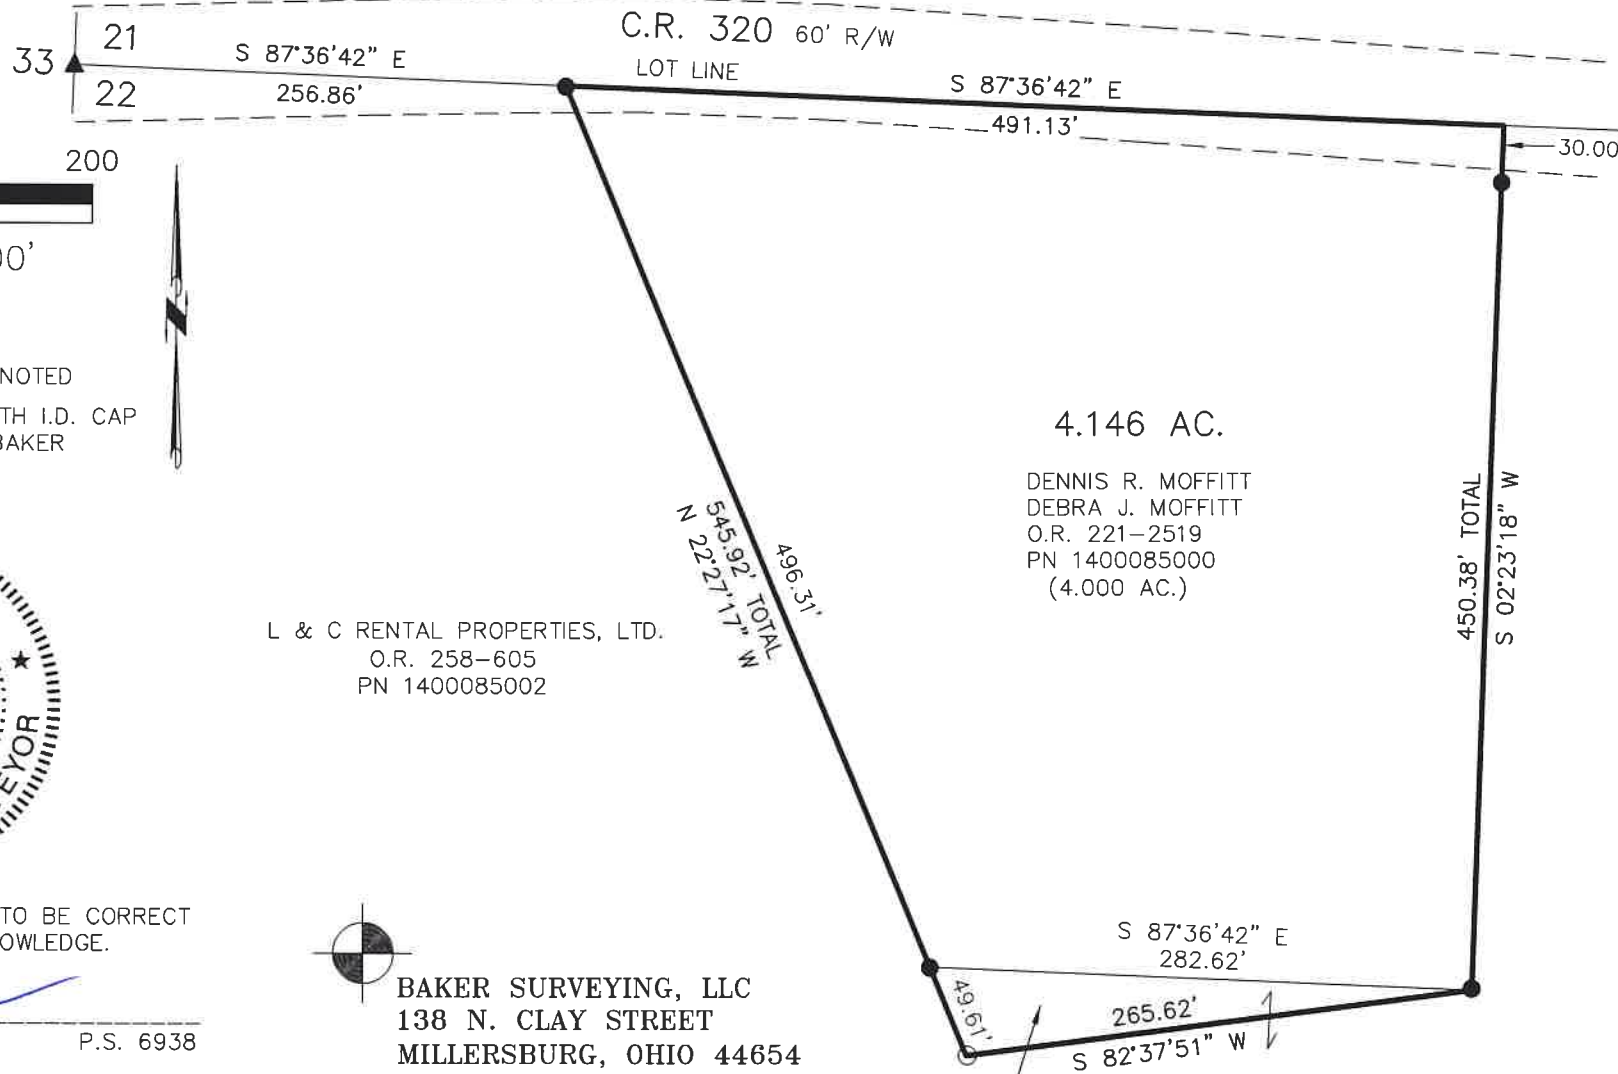 C.R. 320 60' R/W
33
21
22
S 87°36'42" E
256.86'
LOT LINE
S 87°36'42" E
491.13'
30.00
200
00'
NOTED
TH I.D. CAP
BAKER
4.146 AC.
DENNIS R. MOFFITT
DEBRA J. MOFFITT
O.R. 221-2519
PN 1400085000
(4.000 AC.)
450.38' TOTAL
S 02°23'18" W
496.31'
545.92' TOTAL
N 22°27'17" W
L & C RENTAL PROPERTIES, LTD.
O.R. 258-605
PN 1400085002
EYOR
TO BE CORRECT
OWLEDGE.
P.S. 6938
BAKER SURVEYING, LLC
138 N. CLAY STREET
MILLERSBURG, OHIO 44654
S 87°36'42" E
282.62'
49.61'
265.62'
S 82°37'51" W